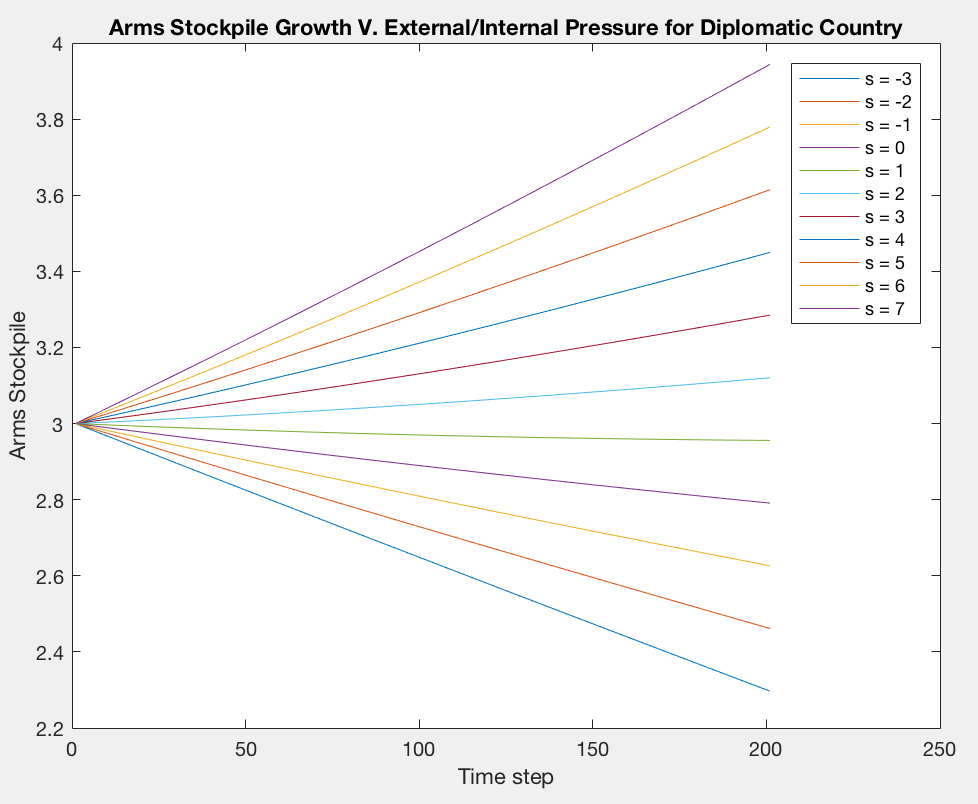 Arms Stockpile Growth V. External/Internal Pressure for Diplomatic Country
4
3.8
3.6
3.4
3.2
3
2.8
2.6
2.4
2.2
Arms Stockpile
0
50
100
150
200
250
Time step
s = -3
s = -2
s = -1
s = 0
s = 1
s = 2
s = 3
s = 4
s = 5
s = 6
s = 7